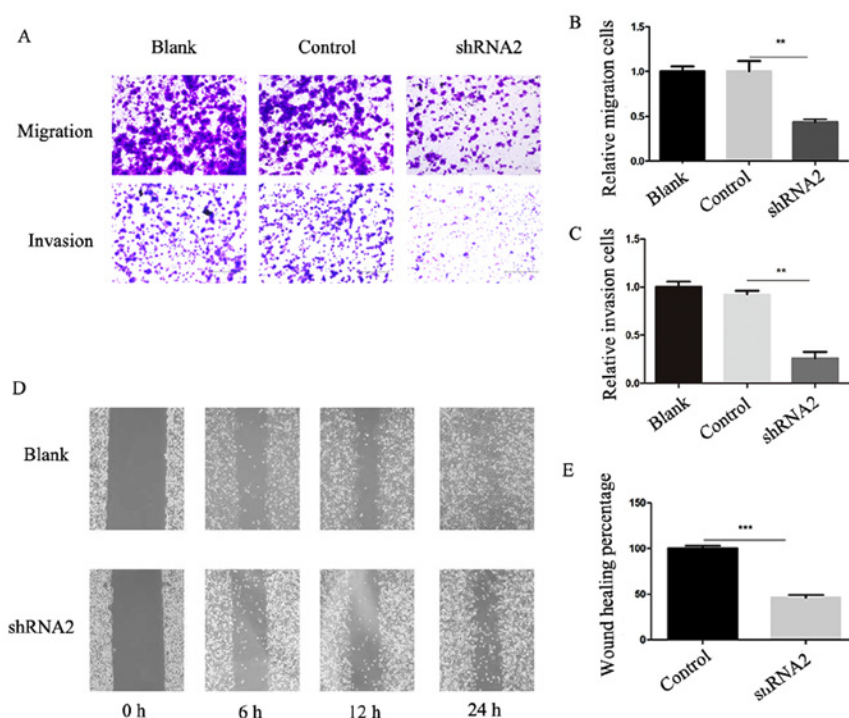 A
Blank Control shRNA2
Migration
Invasion
B
Relative migraton cells
1.5
1.0
0.5
0.0
**
Blank
Control
shRNA2
C
Relative invasion cells
1.5
1.0
0.5
0.0
**
Blank
Control
shRNA2
D
Blank
shRNA2
0 h 6 h 12 h 24 h
E
Wound healing percentage
150
100
50
0
***
Control
shRNA2